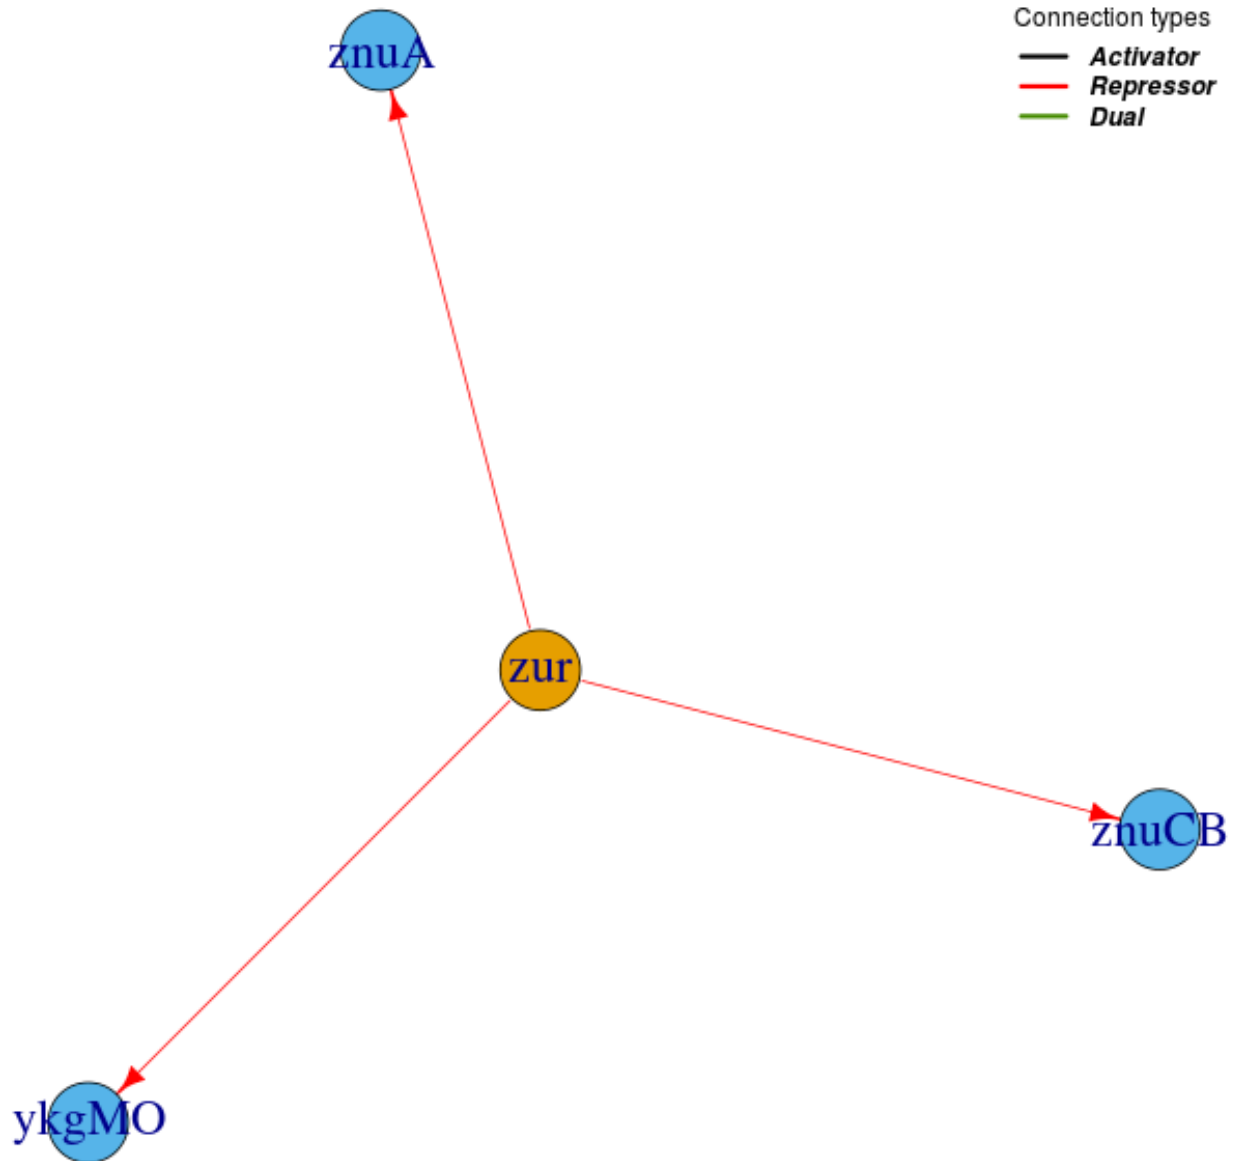 Connection types
Activator
Repressor
Dual
znuA
zur
znuCB
ykgMO